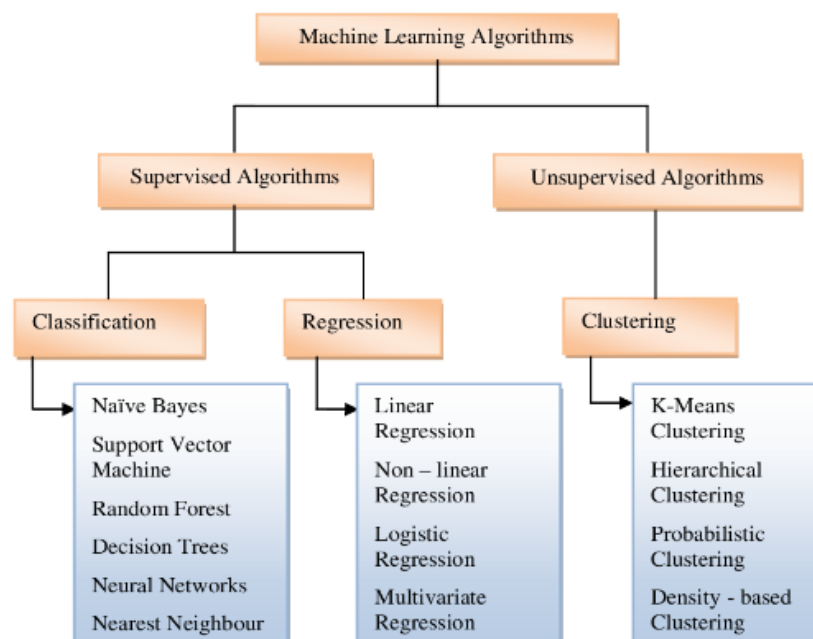 Machine Learning Algorithms
Supervised Algorithms
Unsupervised Algorithms
Classification
Regression
Clustering
Naïve Bayes
Support Vector
Machine
Random Forest
Decision Trees
Neural Networks
Nearest Neighbour
Linear
Regression
Non – linear
Regression
Logistic
Regression
Multivariate
Regression
K-Means
Clustering
Hierarchical
Clustering
Probabilistic
Clustering
Density - based
Clustering